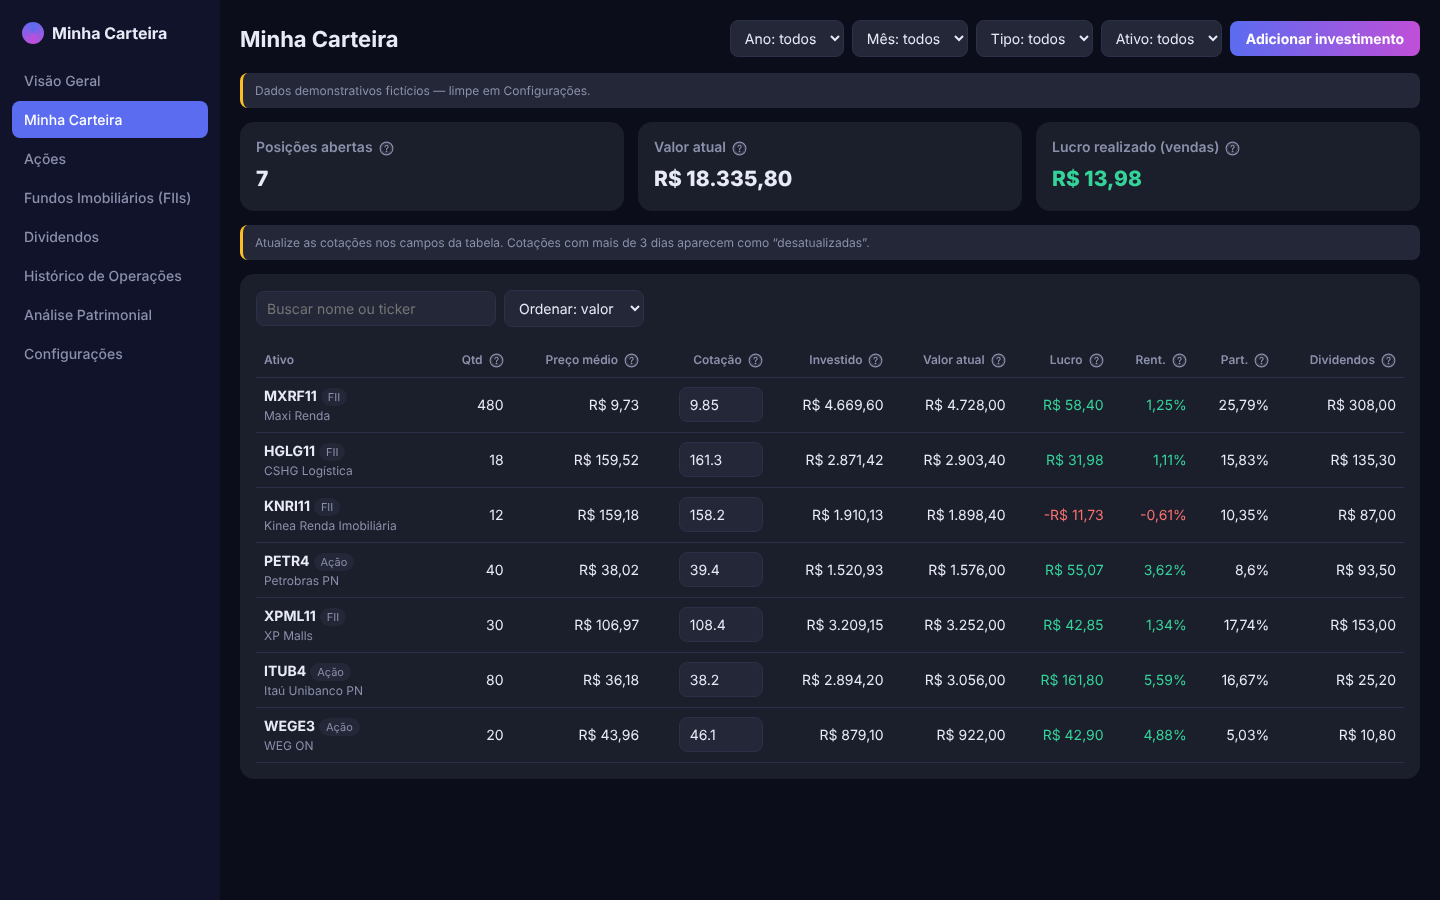 Minha Carteira
Visão Geral
Minha Carteira
Ações
Fundos Imobiliários (FIIs)
Dividendos
Histórico de Operações
Análise Patrimonial
Configurações
Minha Carteira
Ano: todos
Mês: todos
Tipo: todos
Ativo: todos
Adicionar investimento
Dados demonstrativos fictícios — limpe em Configurações.
Posições abertas ?
7
Valor atual ?
R$ 18.335,80
Lucro realizado (vendas) ?
R$ 13,98
Atualize as cotações nos campos da tabela. Cotações com mais de 3 dias aparecem como “desatualizadas”.
Buscar nome ou ticker
Ordenar: valor
Ativo Qtd ? Preço médio ? Cotação ? Investido ? Valor atual ? Lucro ? Rent. ? Part. ? Dividendos ?
MXRF11 FII 480 R$ 9,73 9.85 R$ 4.669,60 R$ 4.728,00 R$ 58,40 1,25% 25,79% R$ 308,00
Maxi Renda
HGLG11 FII 18 R$ 159,52 161.3 R$ 2.871,42 R$ 2.903,40 R$ 31,98 1,11% 15,83% R$ 135,30
CSHG Logística
KNRI11 FII 12 R$ 159,18 158.2 R$ 1.910,13 R$ 1.898,40 -R$ 11,73 -0,61% 10,35% R$ 87,00
Kinea Renda Imobiliária
PETR4 Ação 40 R$ 38,02 39.4 R$ 1.520,93 R$ 1.576,00 R$ 55,07 3,62% 8,6% R$ 93,50
Petrobras PN
XPML11 FII 30 R$ 106,97 108.4 R$ 3.209,15 R$ 3.252,00 R$ 42,85 1,34% 17,74% R$ 153,00
XP Malls
ITUB4 Ação 80 R$ 36,18 38.2 R$ 2.894,20 R$ 3.056,00 R$ 161,80 5,59% 16,67% R$ 25,20
Itaú Unibanco PN
WEGE3 Ação 20 R$ 43,96 46.1 R$ 879,10 R$ 922,00 R$ 42,90 4,88% 5,03% R$ 10,80
WEG ON